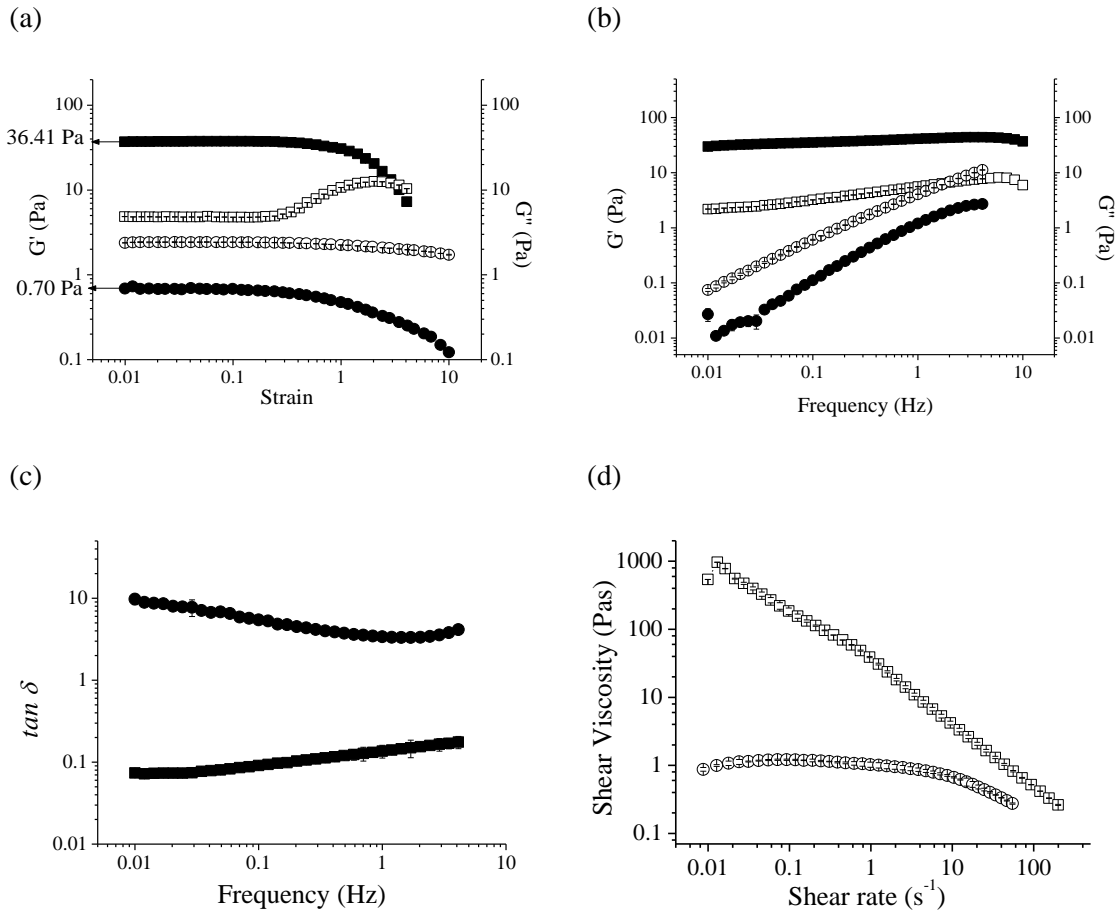 (a)
(b)
100
10
1
0.1
36.41 Pa
0.70 Pa
G' (Pa)
100
10
1
0.1
G'' (Pa)
0.01
0.1
1
10
Strain
100
10
1
0.1
0.01
G' (Pa)
100
10
1
0.1
0.01
G'' (Pa)
0.01
0.1
1
10
Frequency (Hz)
(c)
(d)
10
1
0.1
0.01
tan δ
0.01
0.1
1
10
Frequency (Hz)
1000
100
10
1
0.1
Shear Viscosity (Pas)
0.01
0.1
1
10
100
Shear rate (s⁻¹)